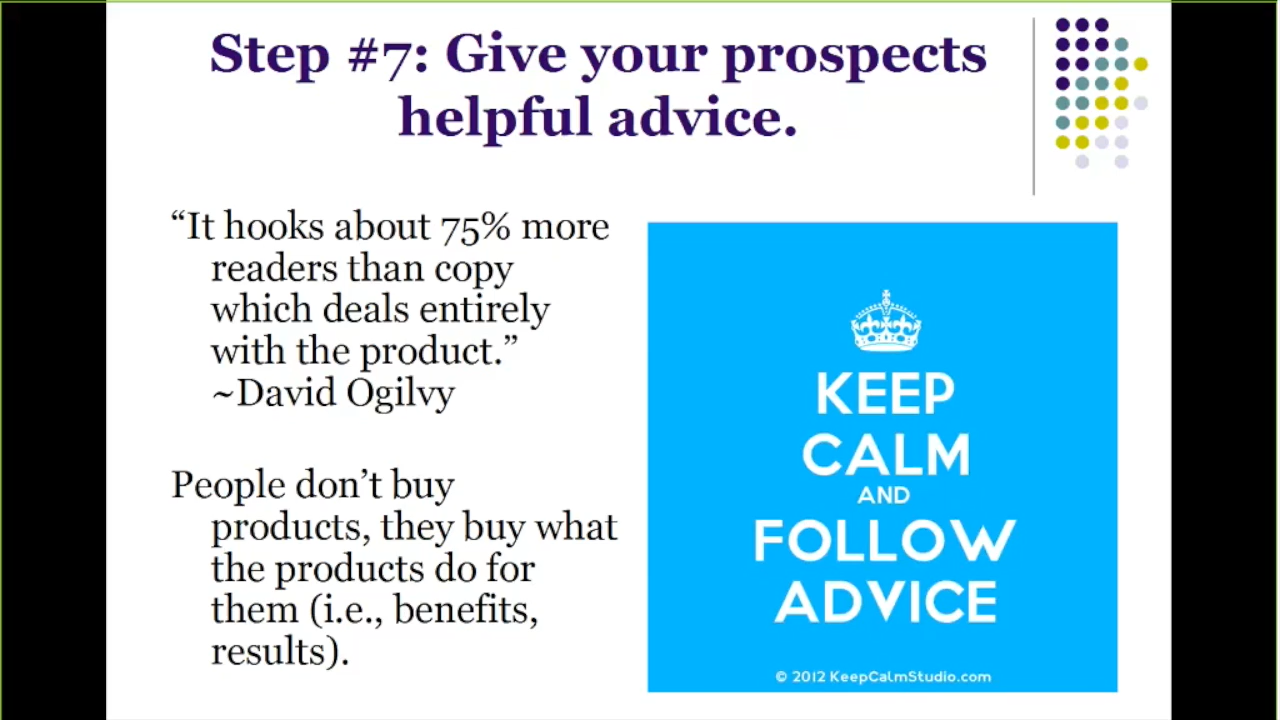 Step #7: Give your prospects
helpful advice.
“It hooks about 75% more
readers than copy
which deals entirely
with the product.”
~David Ogilvy
People don’t buy
products, they buy what
the products do for
them (i.e., benefits,
results).
KEEP
CALM
AND
FOLLOW
ADVICE
© 2012 KeepCalmStudio.com